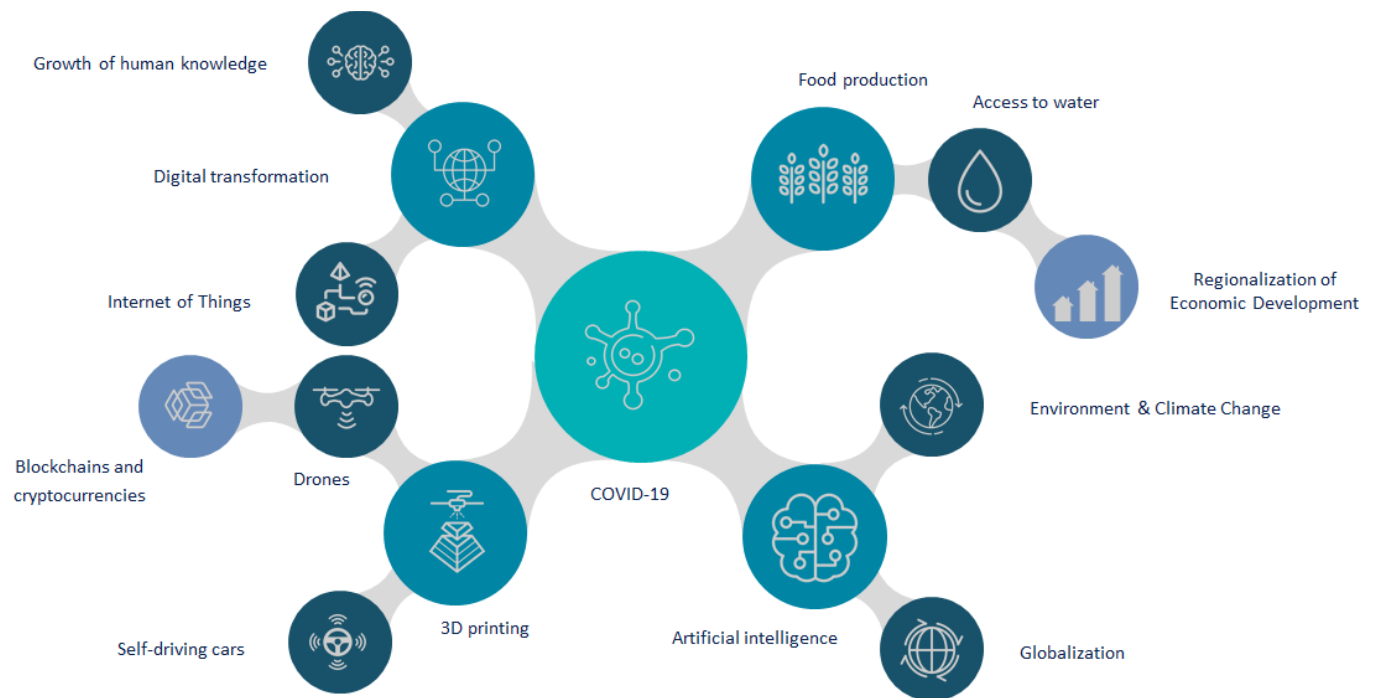 Growth of human knowledge
Food production
Access to water
Digital transformation
Regionalization of
Economic Development
Internet of Things
Environment & Climate Change
Blockchains and
cryptocurrencies
Drones
COVID-19
3D printing
Artificial intelligence
Self-driving cars
Globalization